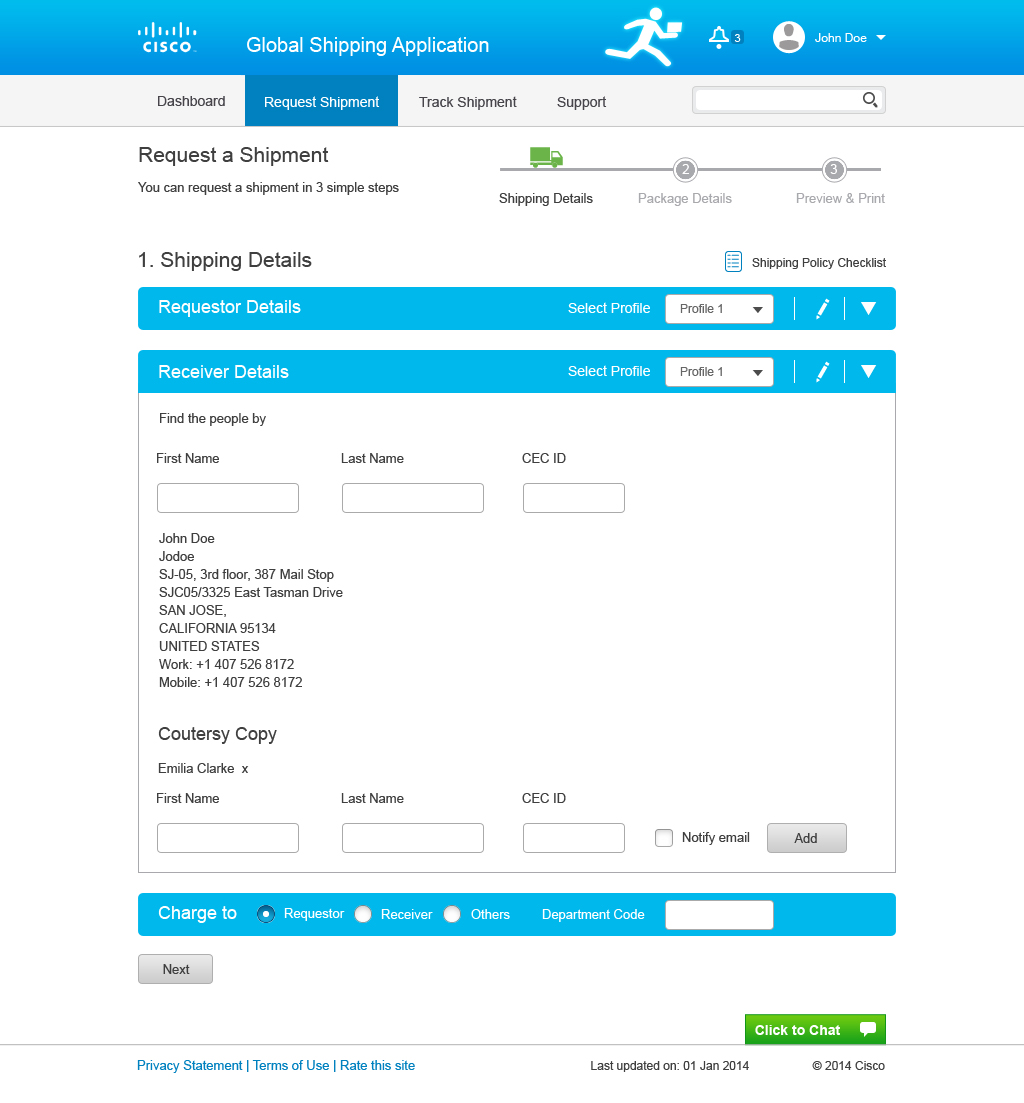 cisco
Global Shipping Application
3
John Doe
Dashboard
Request Shipment
Track Shipment
Support
Request a Shipment
You can request a shipment in 3 simple steps
2
3
Shipping Details
Package Details
Preview & Print
1. Shipping Details
Shipping Policy Checklist
Requestor Details
Select Profile
Profile 1
Receiver Details
Select Profile
Profile 1
Find the people by
First Name
Last Name
CEC ID
John Doe
Jodoe
SJ-05, 3rd floor, 387 Mail Stop
SJC05/3325 East Tasman Drive
SAN JOSE,
CALIFORNIA 95134
UNITED STATES
Work: +1 407 526 8172
Mobile: +1 407 526 8172
Coutersy Copy
Emilia Clarke x
First Name
Last Name
CEC ID
Notify email
Add
Charge to
Requestor
Receiver
Others
Department Code
Next
Click to Chat
Privacy Statement | Terms of Use | Rate this site
Last updated on: 01 Jan 2014
© 2014 Cisco